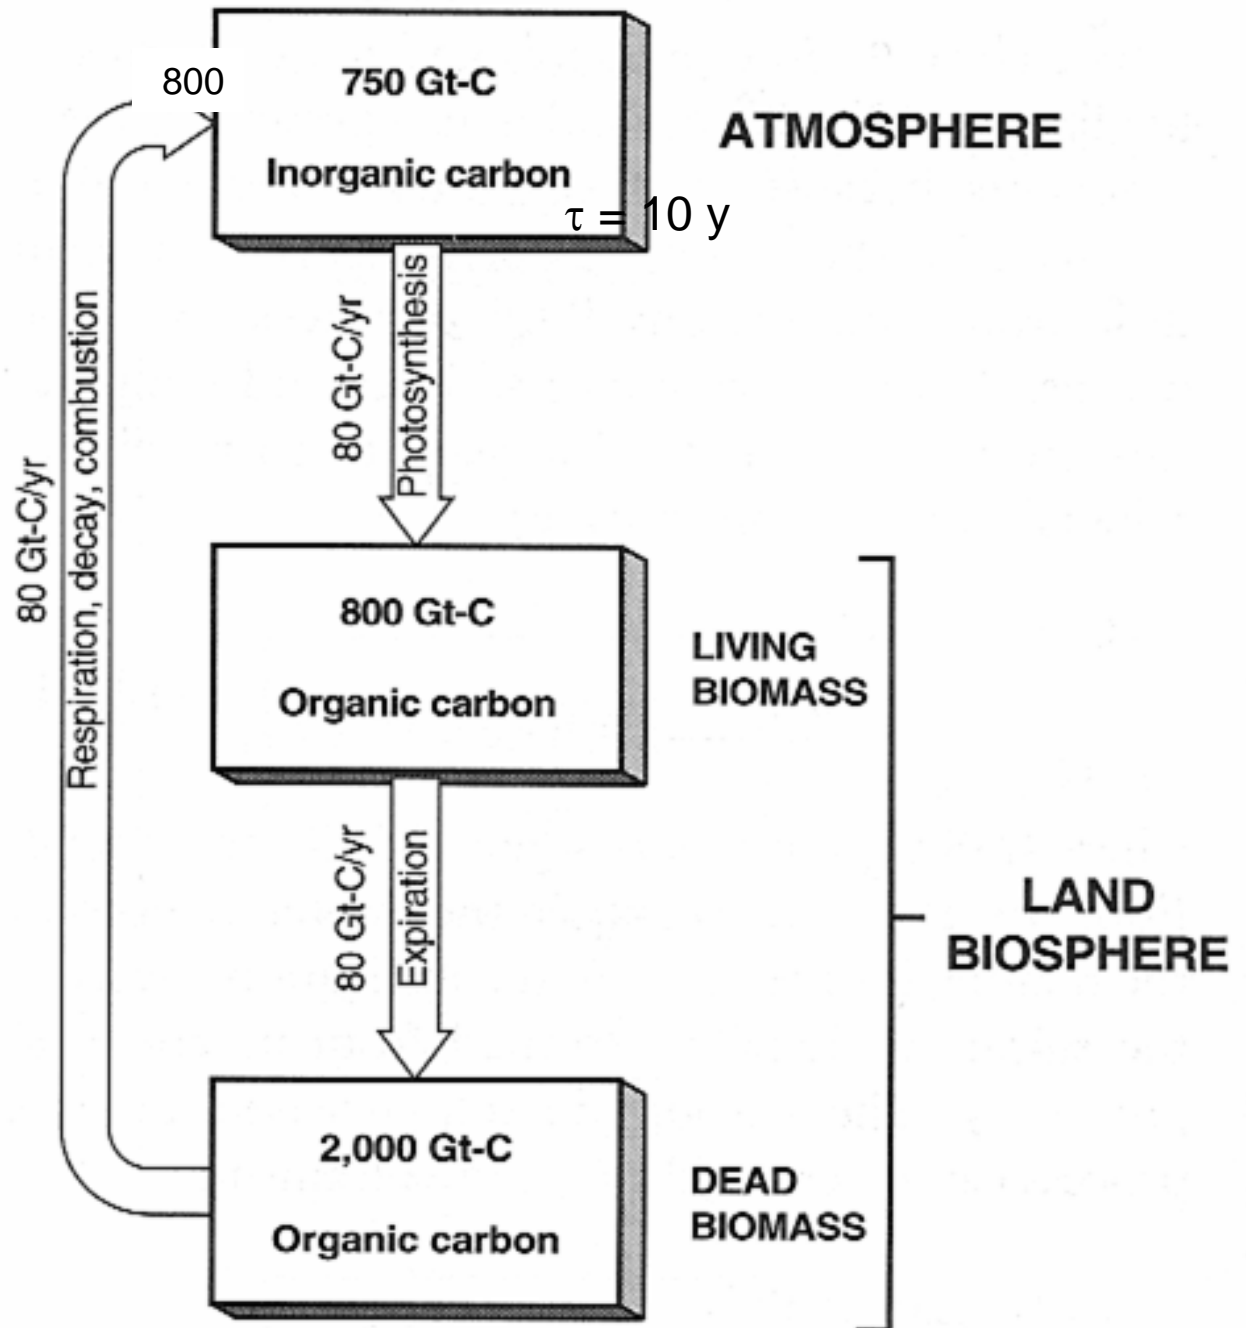 800
750 Gt-C
Inorganic carbon
τ = 10 y
ATMOSPHERE
80 Gt-C/yr
Photosynthesis
80 Gt-C/yr
Respiration, decay, combustion
800 Gt-C
Organic carbon
LIVING
BIOMASS
80 Gt-C/yr
Expiration
LAND
BIOSPHERE
2,000 Gt-C
Organic carbon
DEAD
BIOMASS